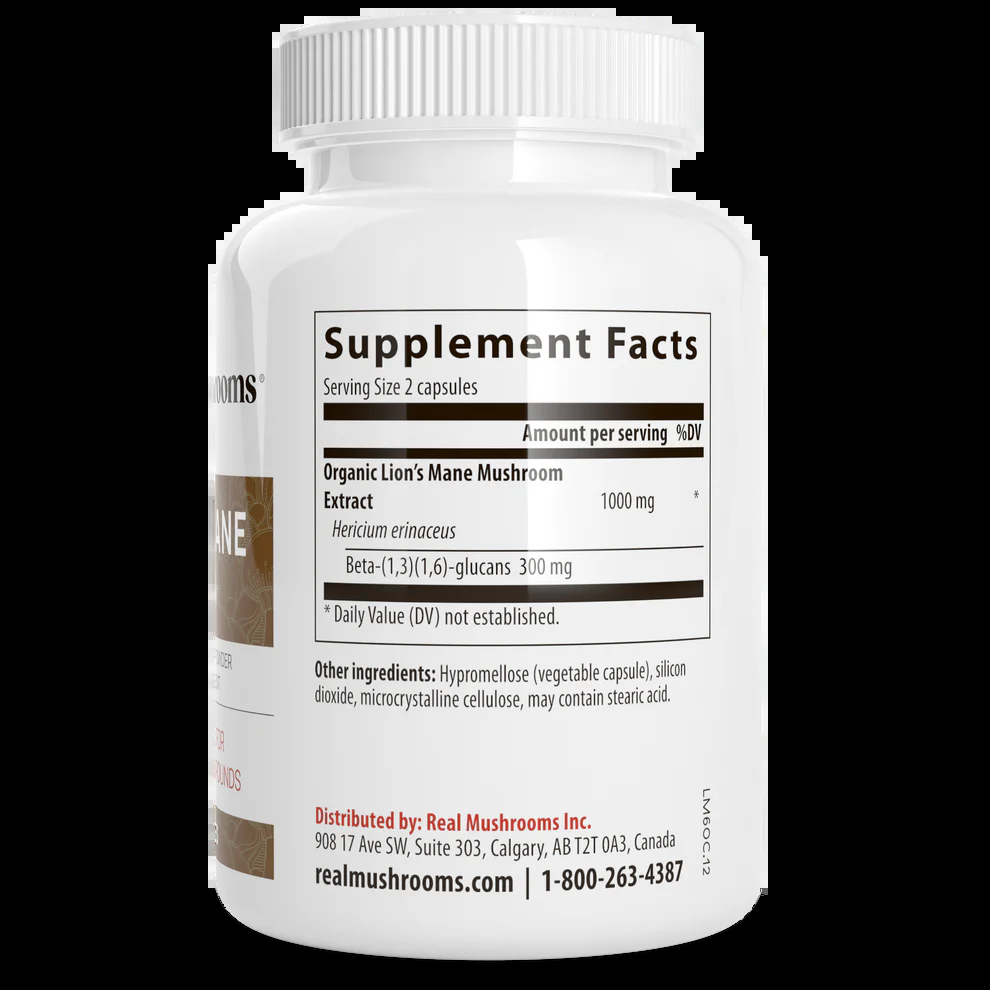 Supplement Facts
Serving Size 2 capsules
Amount per serving %DV
Organic Lion's Mane Mushroom
Extract 1000 mg *
Hericium erinaceus
Beta-(1,3)(1,6)-glucans 300 mg
* Daily Value (DV) not established.
Other ingredients: Hypromellose (vegetable capsule), silicon
dioxide, microcrystalline cellulose, may contain stearic acid.
Distributed by: Real Mushrooms Inc.
908 17 Ave SW, Suite 303, Calgary, AB T2T 0A3, Canada
realmushrooms.com | 1-800-263-4387
LM60C.12